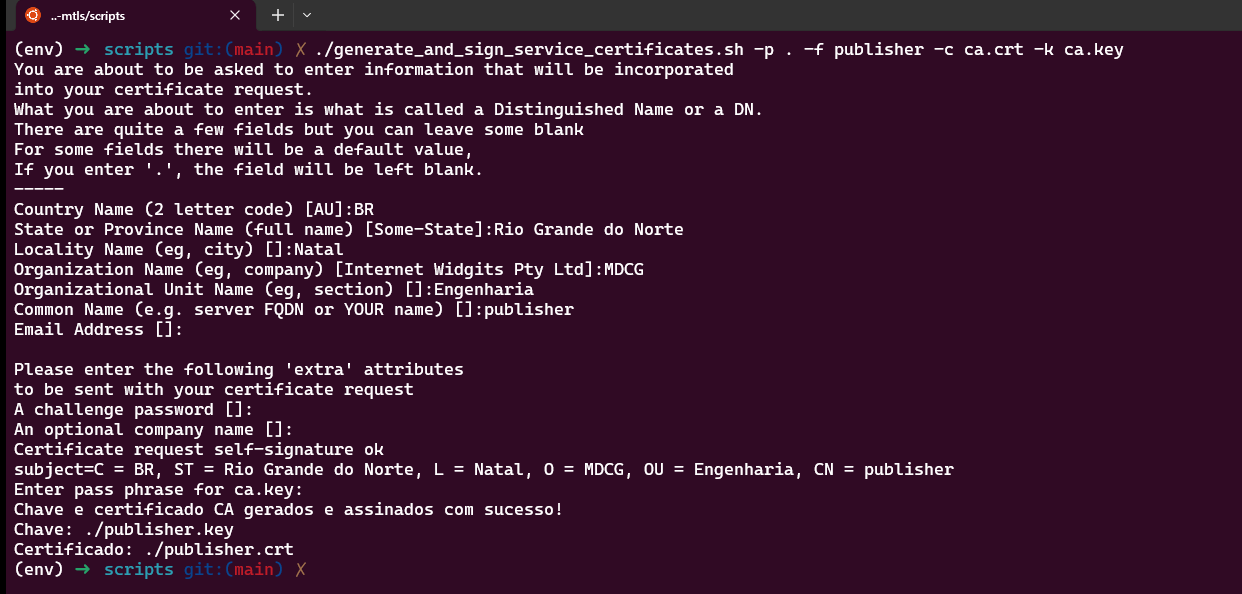 ..-mtls/scripts
(env) → scripts git:(main) ✗ ./generate_and_sign_service_certificates.sh -p . -f publisher -c ca.crt -k ca.key
You are about to be asked to enter information that will be incorporated
into your certificate request.
What you are about to enter is what is called a Distinguished Name or a DN.
There are quite a few fields but you can leave some blank
For some fields there will be a default value,
If you enter '.', the field will be left blank.
-----
Country Name (2 letter code) [AU]:BR
State or Province Name (full name) [Some-State]:Rio Grande do Norte
Locality Name (eg, city) []:Natal
Organization Name (eg, company) [Internet Widgits Pty Ltd]:MDCG
Organizational Unit Name (eg, section) []:Engenharia
Common Name (e.g. server FQDN or YOUR name) []:publisher
Email Address []:
Please enter the following 'extra' attributes
to be sent with your certificate request
A challenge password []:
An optional company name []:
Certificate request self-signature ok
subject=C = BR, ST = Rio Grande do Norte, L = Natal, O = MDCG, OU = Engenharia, CN = publisher
Enter pass phrase for ca.key:
Chave e certificado CA gerados e assinados com sucesso!
Chave: ./publisher.key
Certificado: ./publisher.crt
(env) → scripts git:(main) ✗